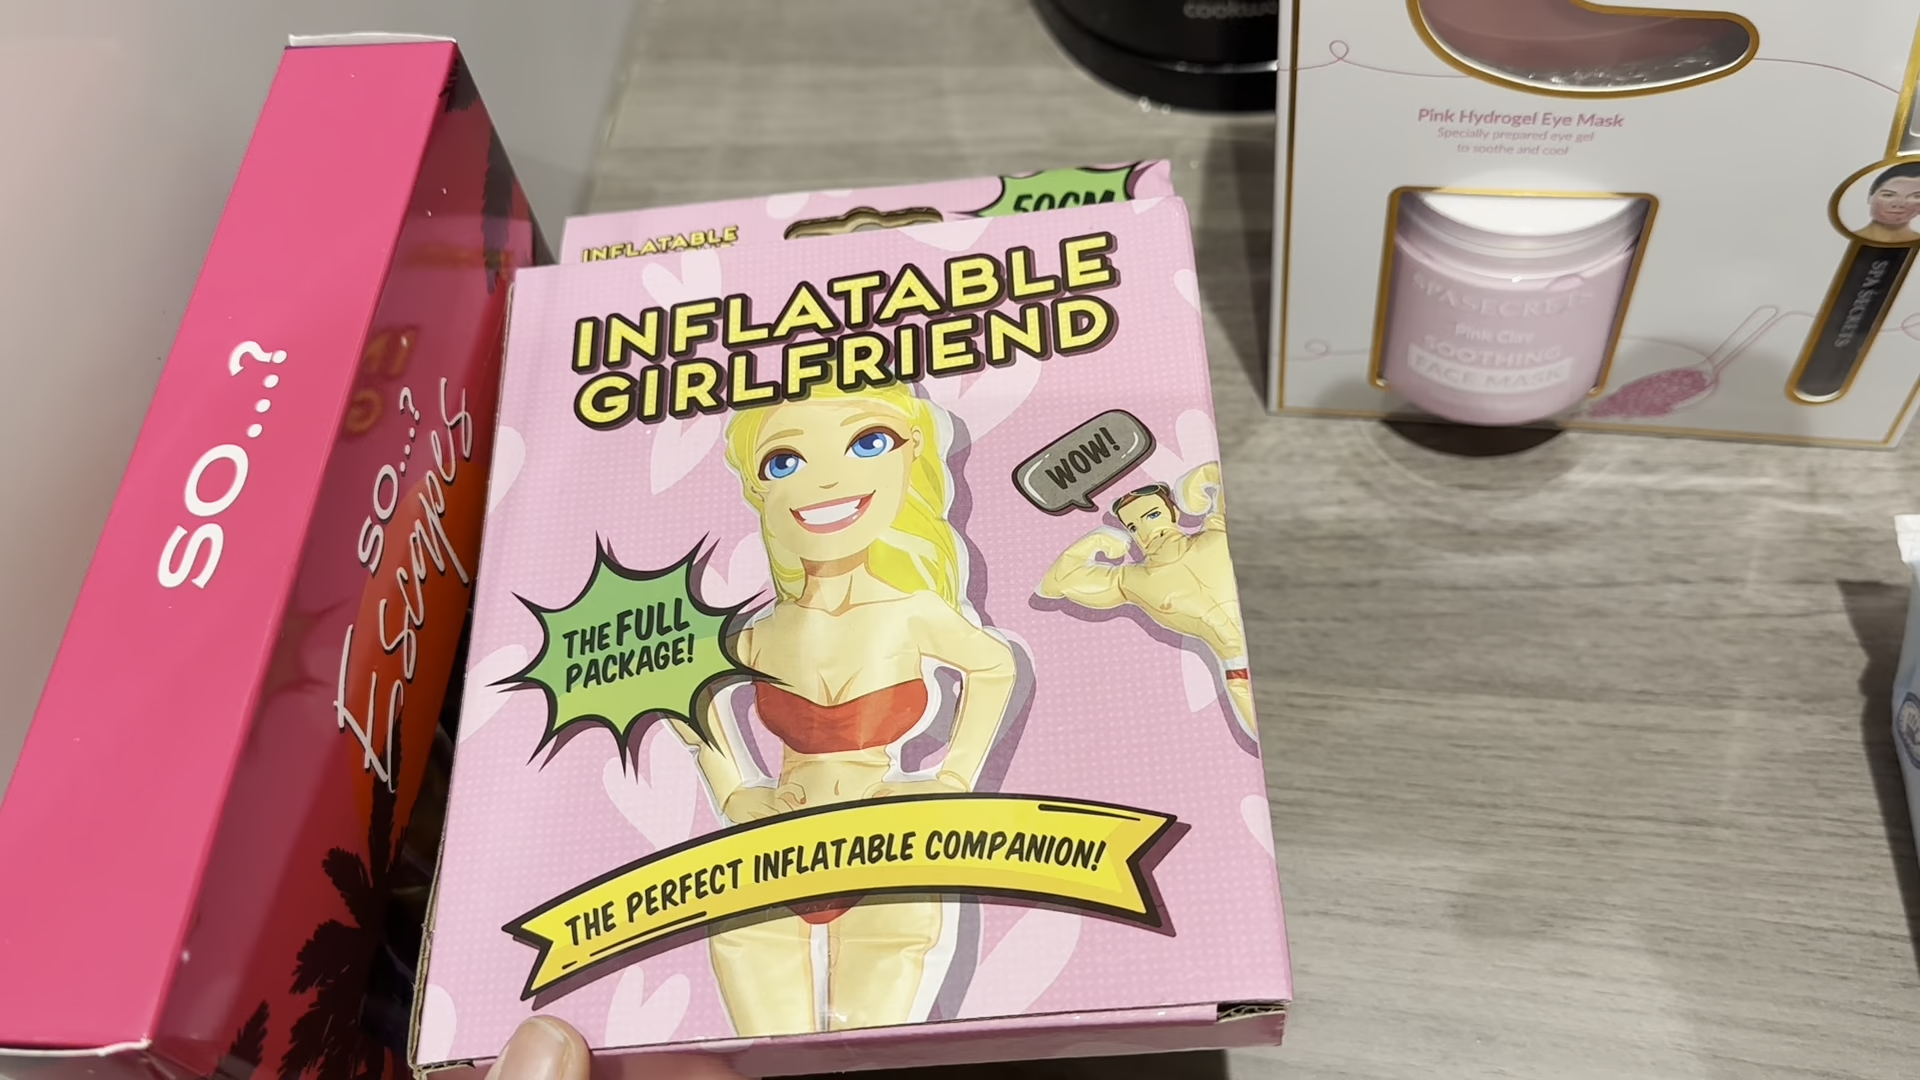 SO...?
SO...?
Escapes
INFLATABLE
50CM
INFLATABLE
GIRLFRIEND
WOW!
THE FULL
PACKAGE!
THE PERFECT INFLATABLE COMPANION!
Pink Hydrogel Eye Mask
Specially prepared eye gel
to soothe and cool
SPA SECRETS
Pink Clay
SOOTHING
FACE MASK
SPA SECRETS